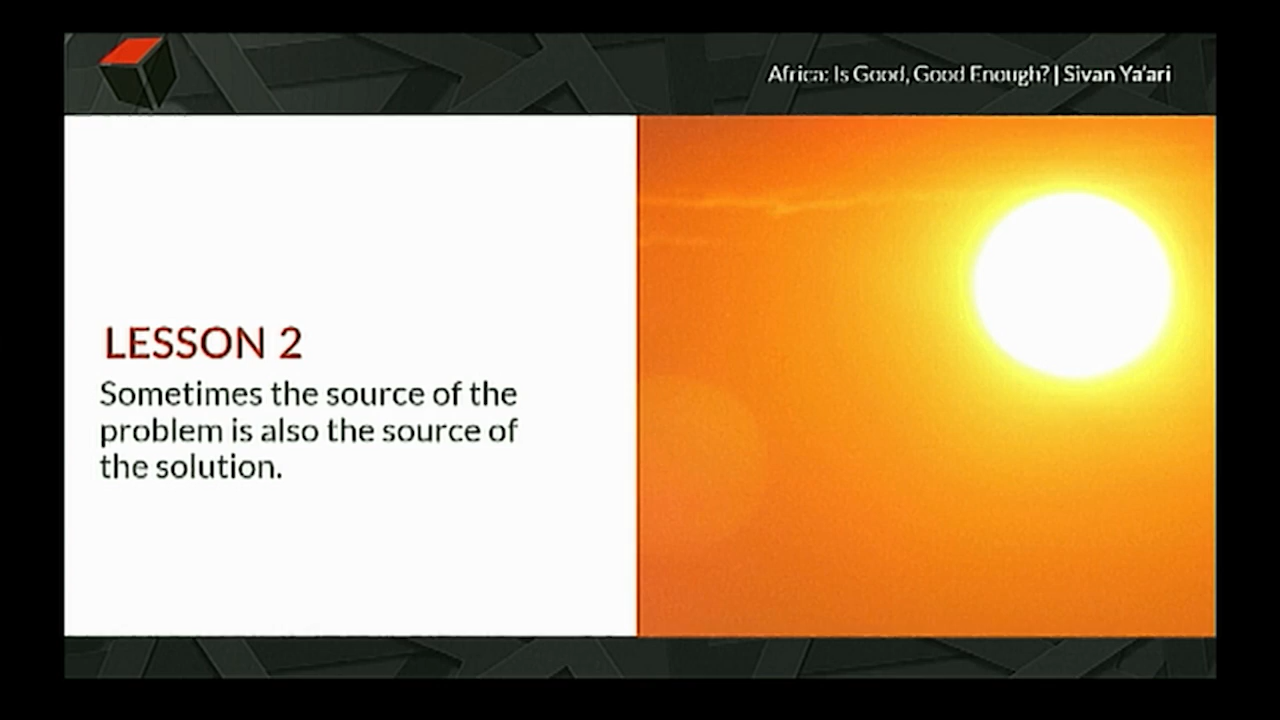 Africa: Is Good, Good Enough? | Sivan Ya'ari
LESSON 2
Sometimes the source of the
problem is also the source of
the solution.